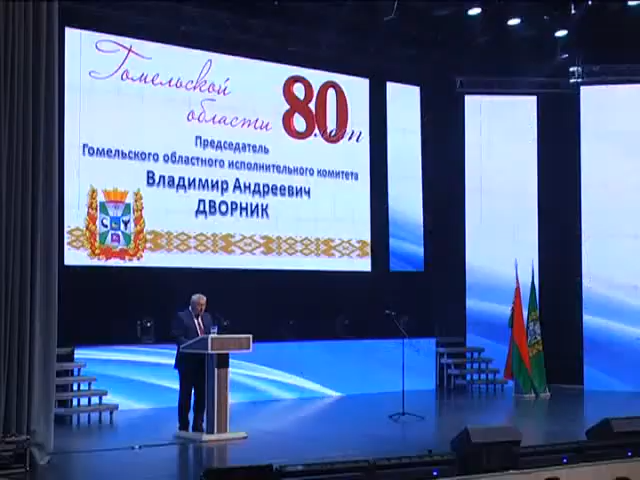 Гомельской
области 80 лет
Председатель
Гомельского областного исполнительного комитета
Владимир Андреевич
ДВОРНИК